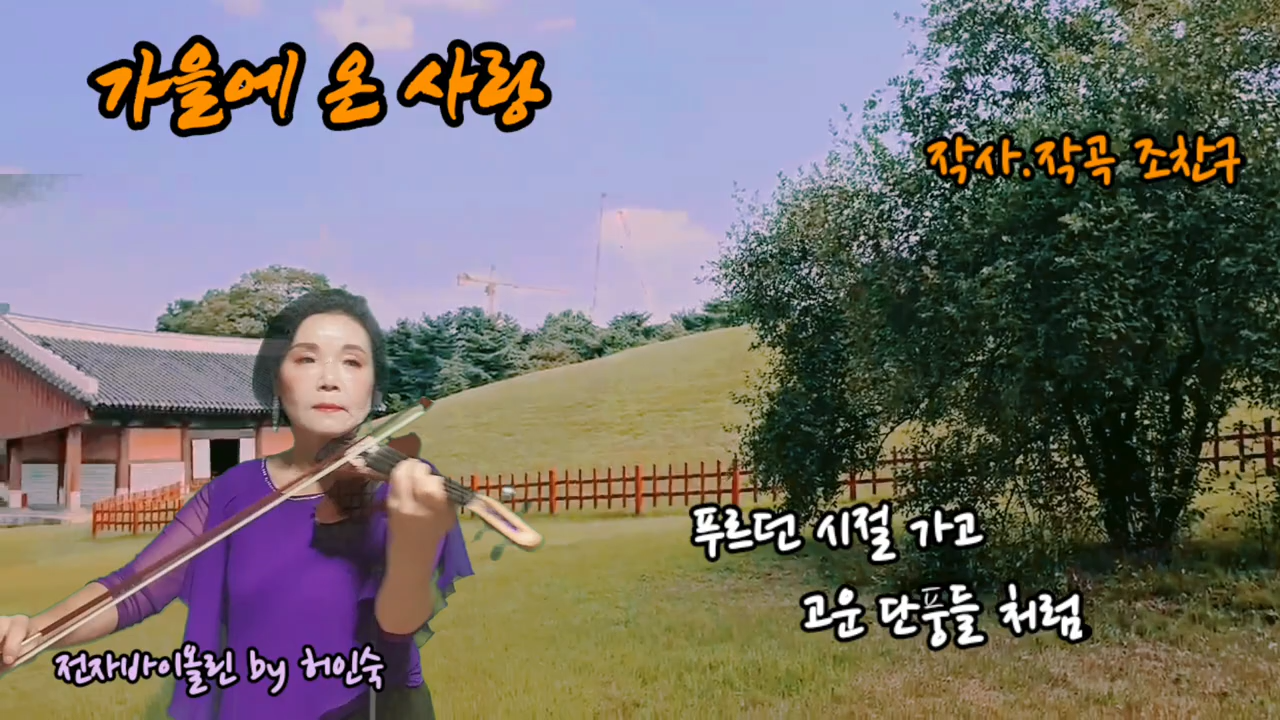 가을에 온 사랑
작사.작곡 조찬구
푸르던 시절 가고
고운 단풍들 처럼
전자바이올린 by 허인숙